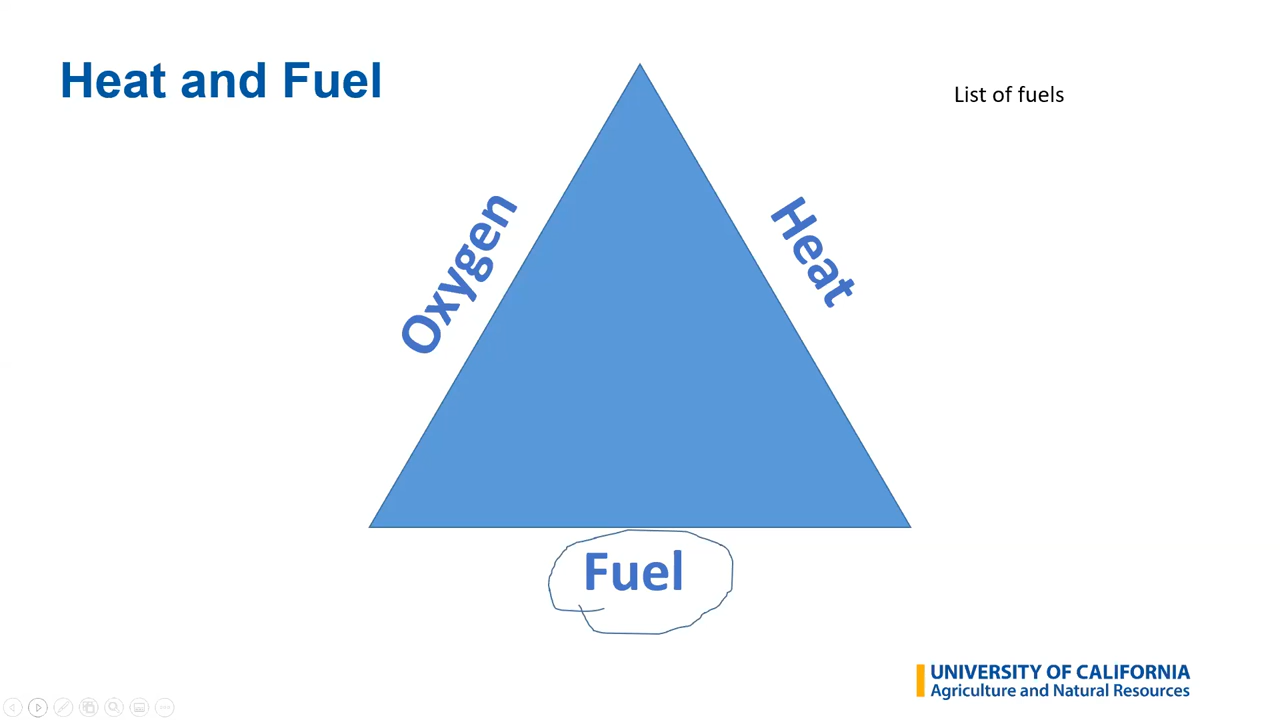 Heat and Fuel
List of fuels
Oxygen
Heat
Fuel
UNIVERSITY OF CALIFORNIA
Agriculture and Natural Resources